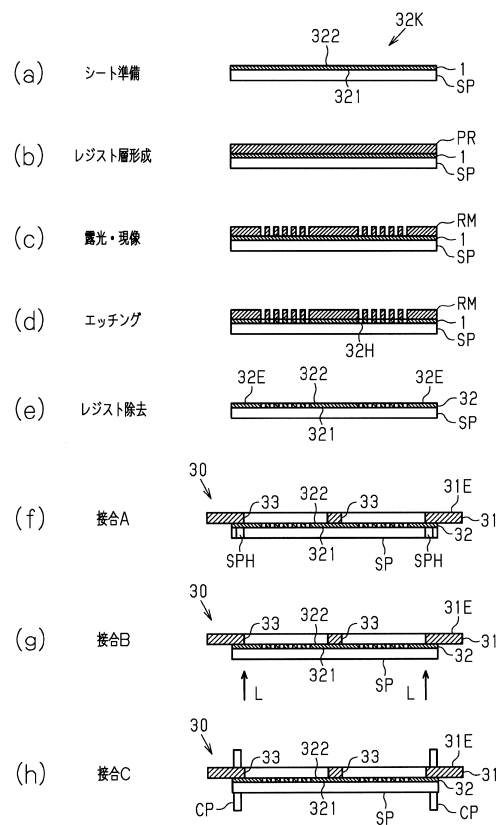 32K
322
(a) シート準備 1
321 SP
PR
(b) レジスト層形成 1
SP
RM
(c) 露光・現像 1
SP
RM
(d) エッチング 1
32H SP
32E 322 32E
(e) レジスト除去 32
321 SP
30 33 322 33 31E
(f) 接合A 31
32
SPH 321 SP SPH
30 33 322 33 31E
(g) 接合B 31
32
321 SP
L L
30 33 322 33 31E
(h) 接合C 31
32
CP 321 SP CP